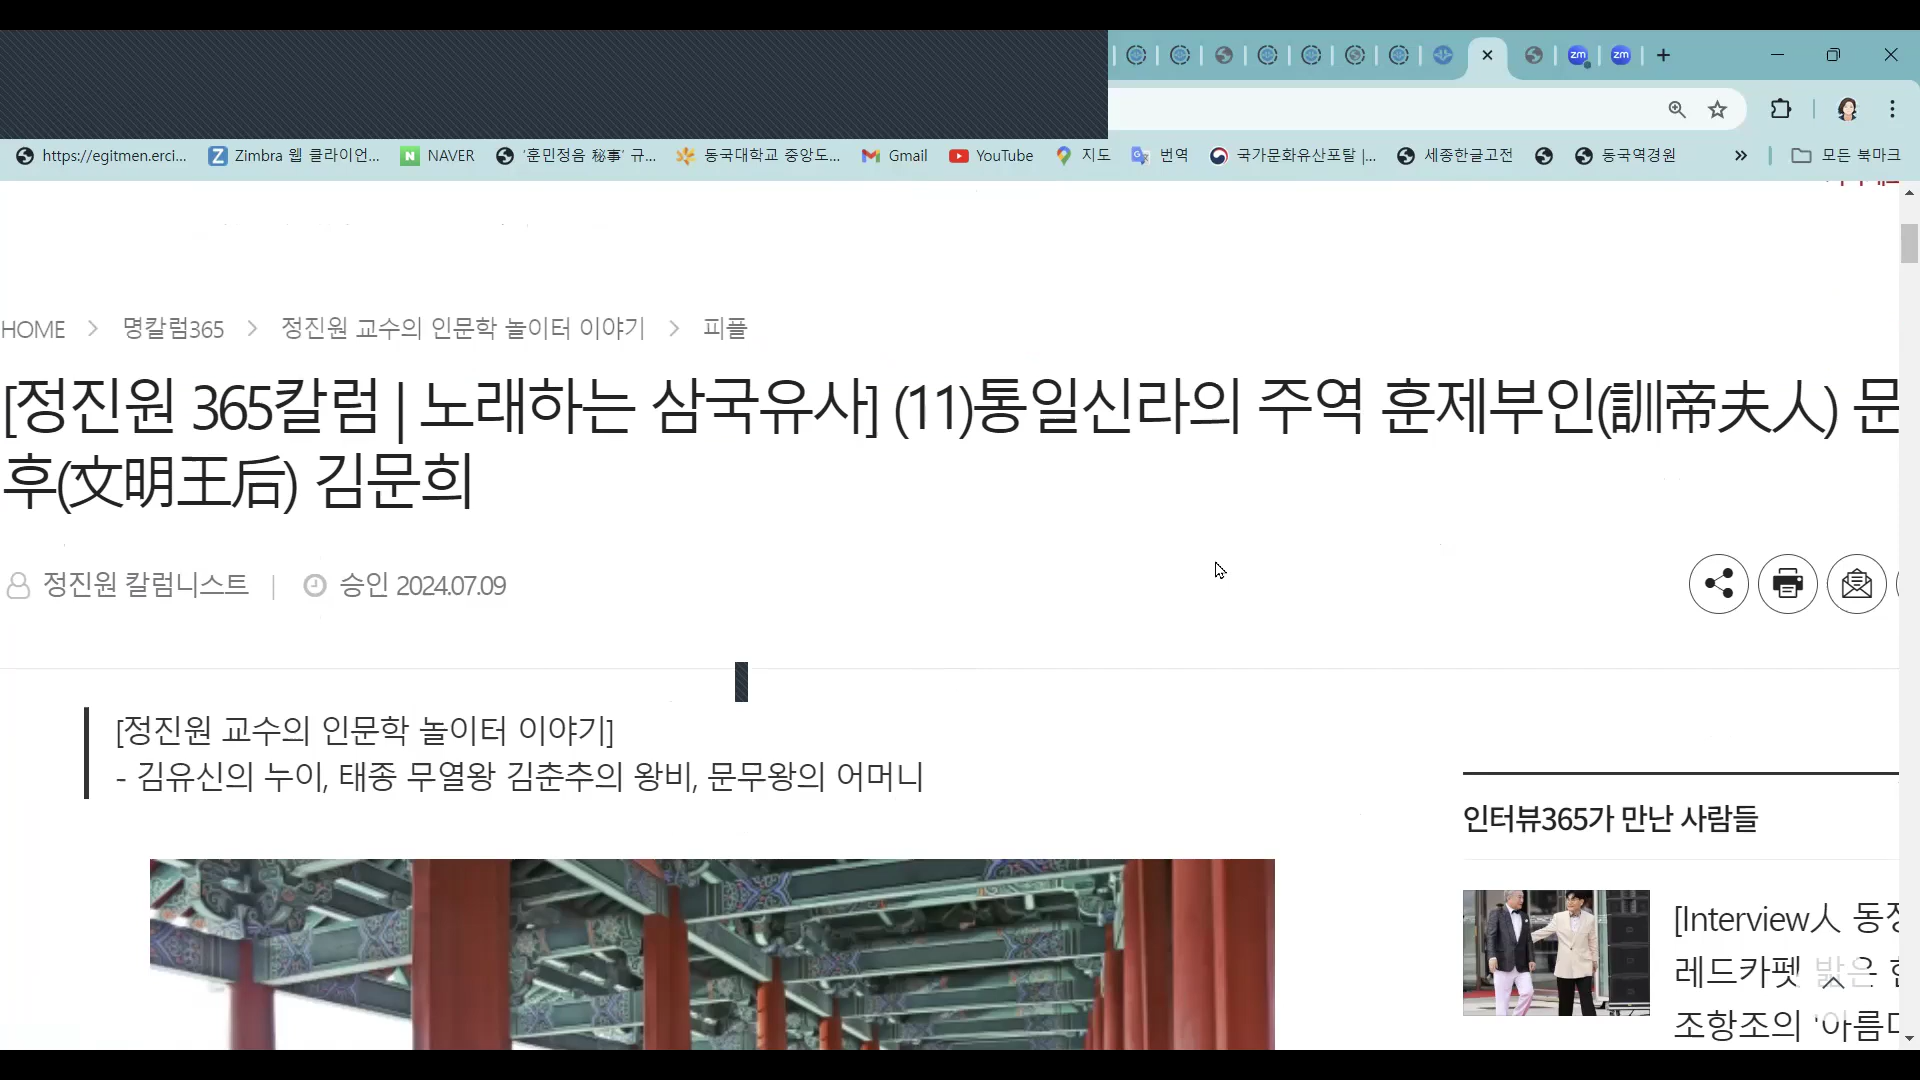 zm
zm
https://egitmen.erci...
Zimbra 웹 클라이언...
NAVER
'훈민정음 秘事' 규...
동국대학교 중앙도...
Gmail
YouTube
지도
번역
국가문화유산포탈 |...
세종한글고전
동국역경원
모든 북마크
HOME > 명칼럼365 > 정진원 교수의 인문학 놀이터 이야기 > 피플
[정진원 365칼럼 | 노래하는 삼국유사] (11)통일신라의 주역 훈제부인(訓帝夫人) 문
후(文明王后) 김문희
정진원 칼럼니스트 | 승인 2024.07.09
[정진원 교수의 인문학 놀이터 이야기]
- 김유신의 누이, 태종 무열왕 김춘추의 왕비, 문무왕의 어머니
인터뷰365가 만난 사람들
[Interview人
레드카펫 밟은
조항조의